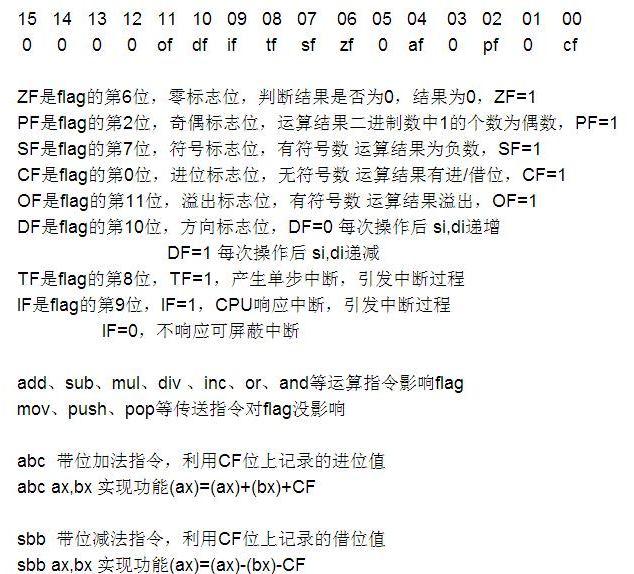 15 14 13 12 11 10 09 08 07 06 05 04 03 02 01 00
0 0 0 0 of df if tf sf zf 0 af 0 pf 0 cf
ZF是flag的第6位，零标志位，判断结果是否为0，结果为0，ZF=1
PF是flag的第2位，奇偶标志位，运算结果二进制数中1的个数为偶数，PF=1
SF是flag的第7位，符号标志位，有符号数 运算结果为负数，SF=1
CF是flag的第0位，进位标志位，无符号数 运算结果有进/借位，CF=1
OF是flag的第11位，溢出标志位，有符号数 运算结果溢出，OF=1
DF是flag的第10位，方向标志位，DF=0 每次操作后 si,di递增
DF=1 每次操作后 si,di递减
TF是flag的第8位，TF=1，产生单步中断，引发中断过程
IF是flag的第9位，IF=1，CPU响应中断，引发中断过程
IF=0，不响应可屏蔽中断
add、sub、mul、div 、inc、or、and等运算指令影响flag
mov、push、pop等传送指令对flag没影响
abc 带位加法指令，利用CF位上记录的进位值
abc ax,bx 实现功能(ax)=(ax)+(bx)+CF
sbb 带位减法指令，利用CF位上记录的借位值
sbb ax,bx 实现功能(ax)=(ax)-(bx)-CF